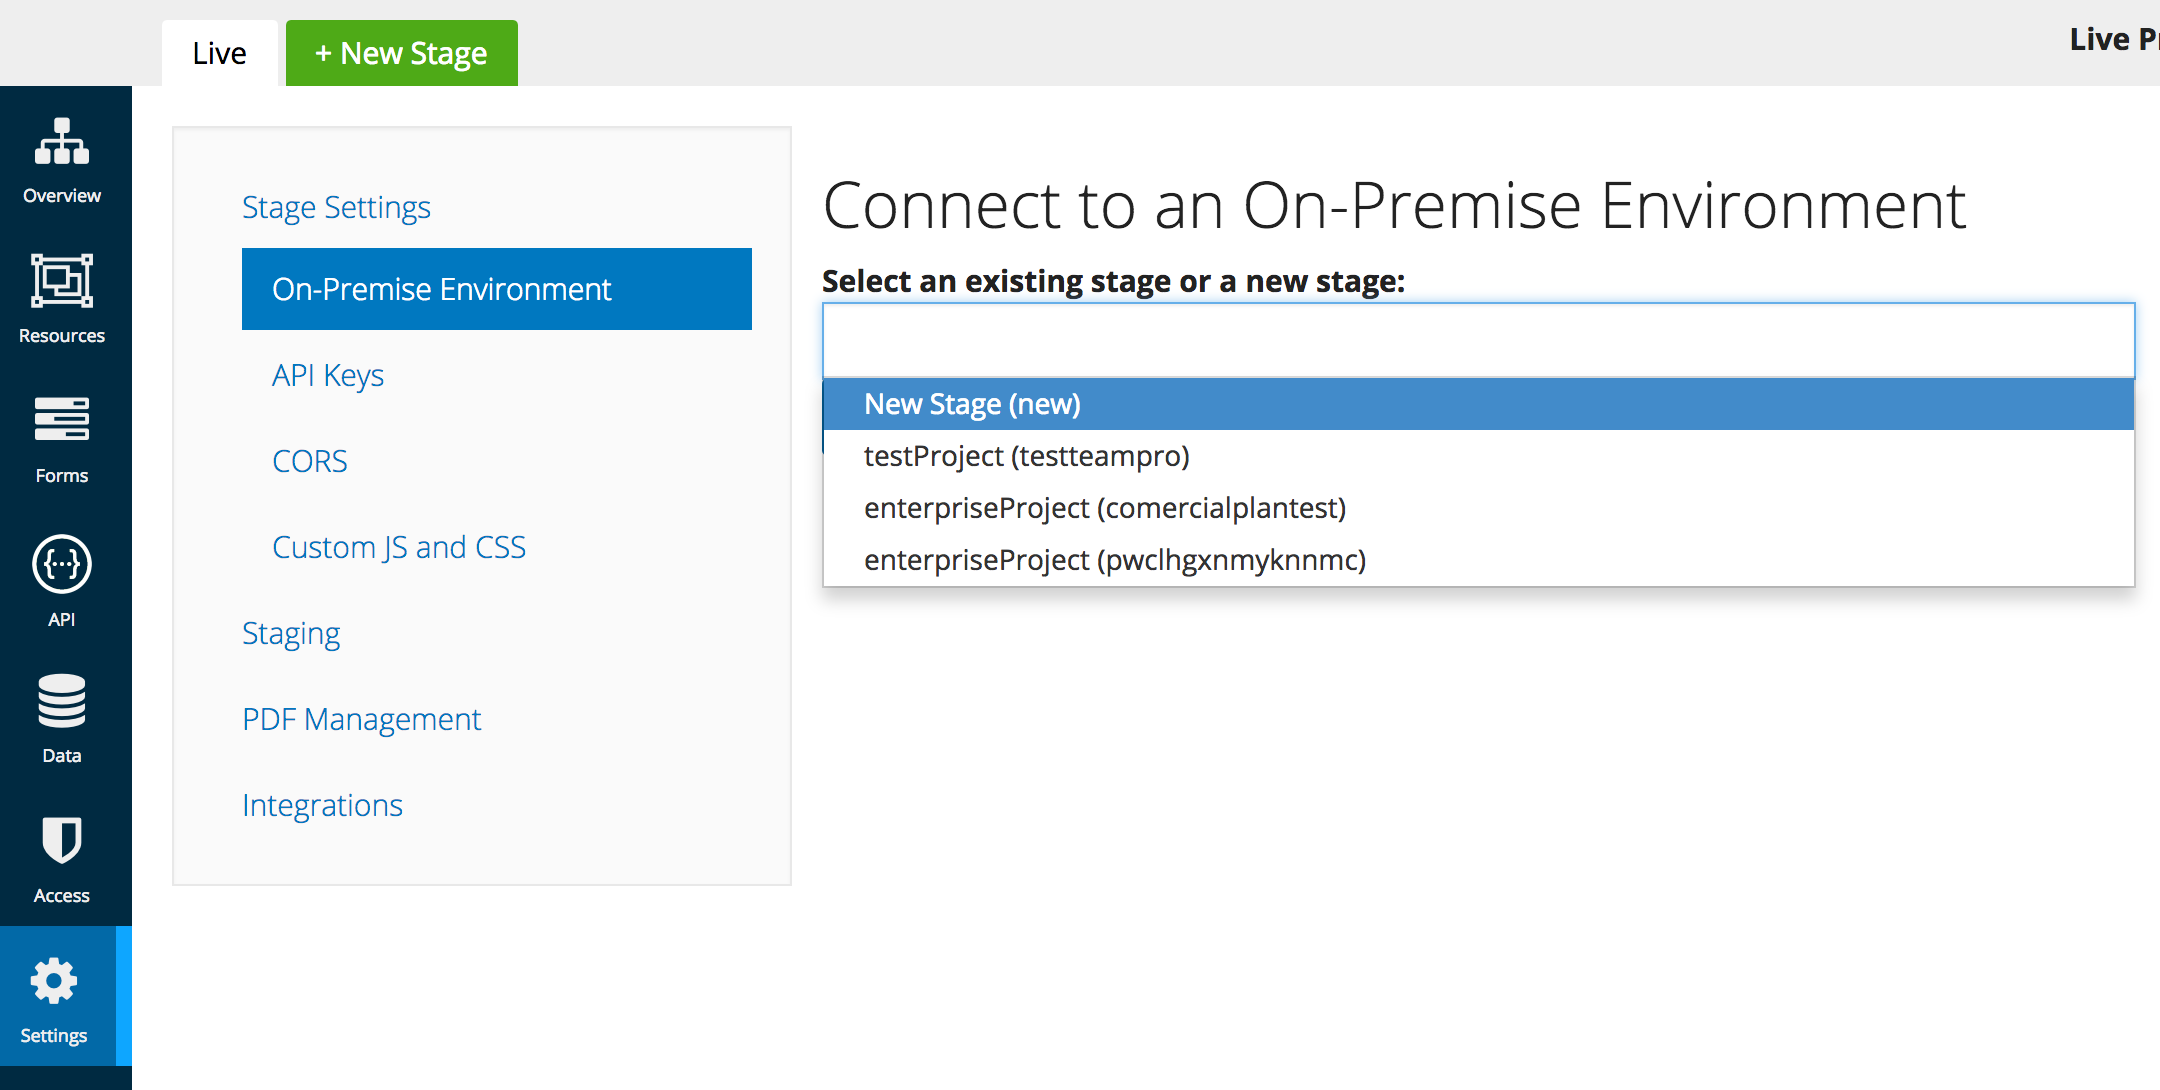 Live
+ New Stage
Live P
Overview
Resources
Forms
API
Data
Access
Settings
Stage Settings
On-Premise Environment
API Keys
CORS
Custom JS and CSS
Staging
PDF Management
Integrations
Connect to an On-Premise Environment
Select an existing stage or a new stage:
New Stage (new)
testProject (testteampro)
enterpriseProject (comercialplantest)
enterpriseProject (pwclhgxnmyknnmc)